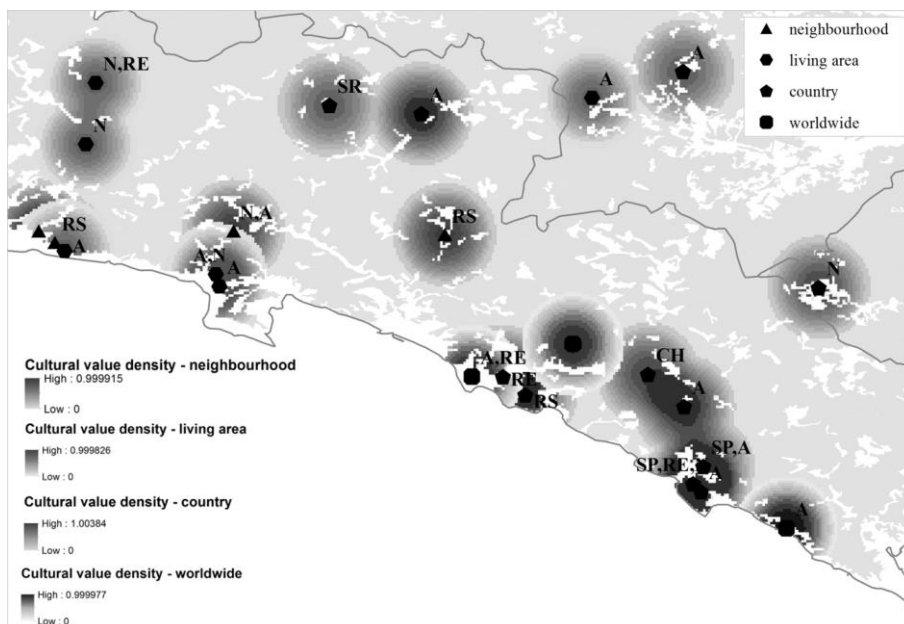 neighbourhood
living area
country
worldwide
N,RE
SR
A
A
A
N
RS
A
N,A
A,N
A
RS
N
A,RE
RE
RS
CH
A
SP,A
SP,RE
A
A
Cultural value density - neighbourhood
High : 0.999915
Low : 0
Cultural value density - living area
High : 0.999826
Low : 0
Cultural value density - country
High : 1.00384
Low : 0
Cultural value density - worldwide
High : 0.999977
Low : 0